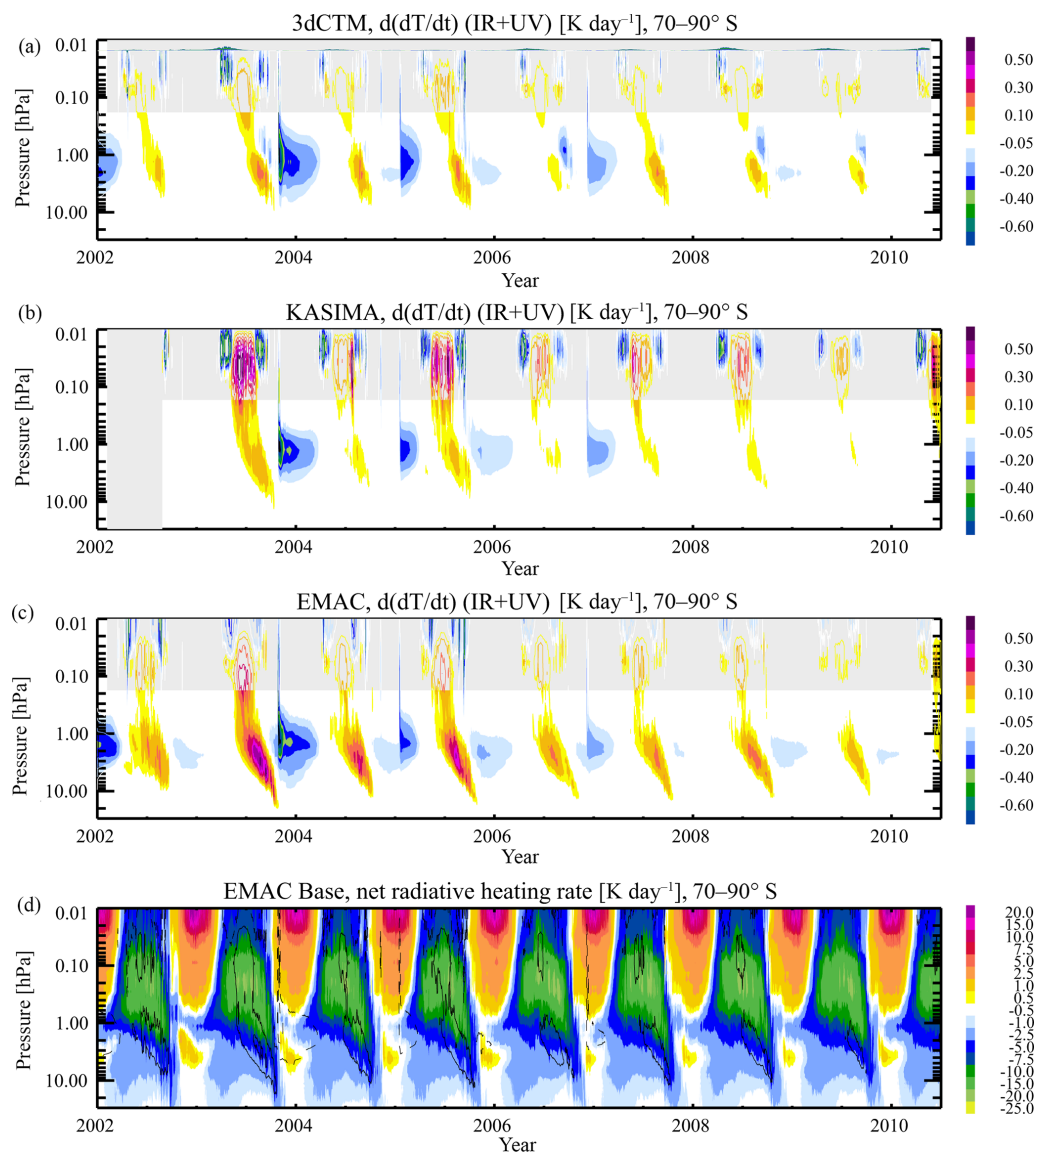 3dCTM, d(dT/dt) (IR+UV) [K day⁻¹], 70–90° S
(a)
0.01
0.10
1.00
10.00
Pressure [hPa]
2002 2004 2006 2008 2010
Year
0.50
0.30
0.10
-0.05
-0.20
-0.40
-0.60
KASIMA, d(dT/dt) (IR+UV) [K day⁻¹], 70–90° S
(b)
0.01
0.10
1.00
10.00
Pressure [hPa]
2002 2004 2006 2008 2010
Year
0.50
0.30
0.10
-0.05
-0.20
-0.40
-0.60
EMAC, d(dT/dt) (IR+UV) [K day⁻¹], 70–90° S
(c)
0.01
0.10
1.00
10.00
Pressure [hPa]
2002 2004 2006 2008 2010
Year
0.50
0.30
0.10
-0.05
-0.20
-0.40
-0.60
EMAC Base, net radiative heating rate [K day⁻¹], 70–90° S
(d)
0.01
0.10
1.00
10.00
Pressure [hPa]
2002 2004 2006 2008 2010
Year
20.0
15.0
10.0
7.5
5.0
2.5
1.0
0.5
-0.5
-1.0
-2.5
-5.0
-7.5
-10.0
-15.0
-20.0
-25.0